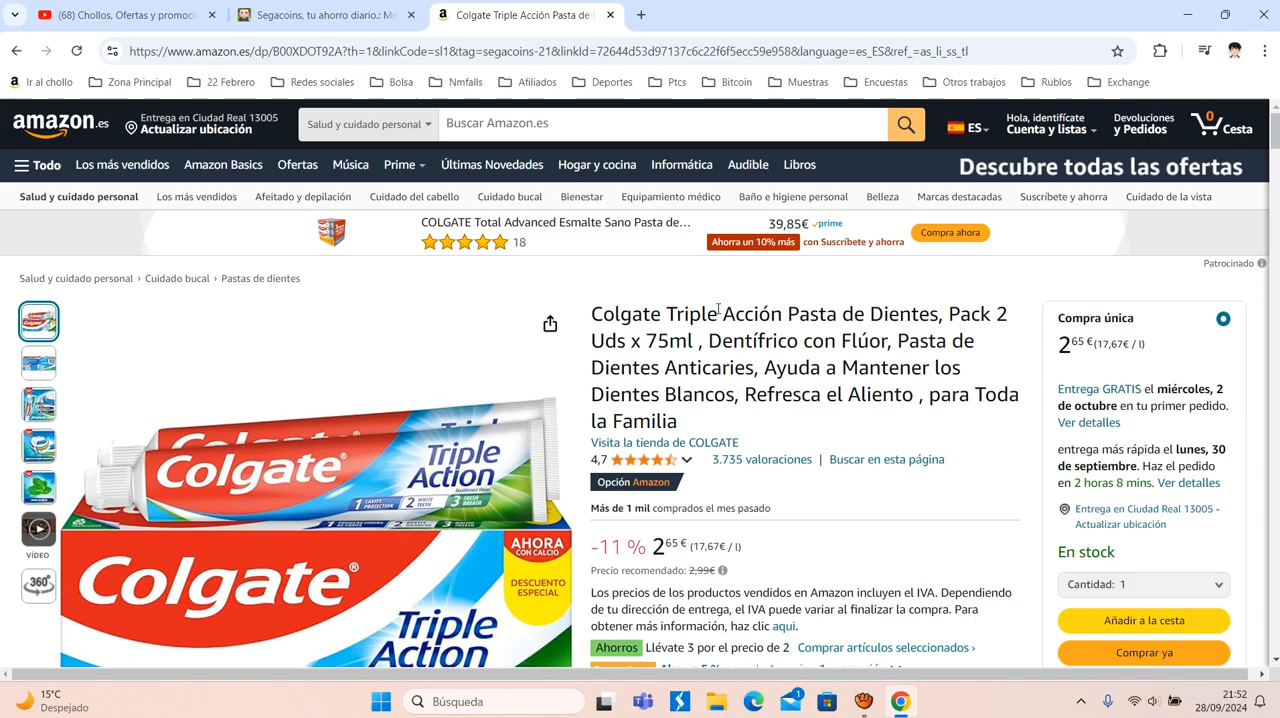 (68) Chollos, Ofertas y promoci
Segacoins, tu ahorro diario.: Me
Colgate Triple Acción Pasta de
https://www.amazon.es/dp/B00XDOT92A?th=1&linkCode=sl1&tag=segacoins-21&linkId=72644d53d97137c6c22f6f5ecc59e958&language=es_ES&ref_=as_li_ss_tl
Ir al chollo
Zona Principal
22 Febrero
Redes sociales
Bolsa
Nmfalls
Afiliados
Deportes
Ptcs
Bitcoin
Muestras
Encuestas
Otros trabajos
Rublos
Exchange
amazon.es
Entrega en Ciudad Real 13005
Actualizar ubicación
Salud y cuidado personal
Buscar Amazon.es
ES
Hola, identifícate
Cuenta y listas
Devoluciones
y Pedidos
0
Cesta
Todo
Los más vendidos
Amazon Basics
Ofertas
Música
Prime
Últimas Novedades
Hogar y cocina
Informática
Audible
Libros
Descubre todas las ofertas
Salud y cuidado personal
Los más vendidos
Afeitado y depilación
Cuidado del cabello
Cuidado bucal
Bienestar
Equipamiento médico
Baño e higiene personal
Belleza
Marcas destacadas
Suscríbete y ahorra
Cuidado de la vista
COLGATE Total Advanced Esmalte Sano Pasta de...
18
39,85€ prime
Ahorra un 10% más con Suscríbete y ahorra
Compra ahora
Patrocinado
Salud y cuidado personal › Cuidado bucal › Pastas de dientes
VÍDEO
360°
Colgate
Triple
Action
1 CAVITY PROTECTION 2 WHITE TEETH 3 FRESH BREATH
Colgate
AHORA
CON CALCIO
DESCUENTO
ESPECIAL
Triple
Action
Colgate Triple Acción Pasta de Dientes, Pack 2
Uds x 75ml , Dentífrico con Flúor, Pasta de
Dientes Anticaries, Ayuda a Mantener los
Dientes Blancos, Refresca el Aliento , para Toda
la Familia
Visita la tienda de COLGATE
4,7
3.735 valoraciones | Buscar en esta página
Opción Amazon
Más de 1 mil comprados el mes pasado
-11 % 2 65 € (17,67€ / l)
Precio recomendado: 2,99€
Los precios de los productos vendidos en Amazon incluyen el IVA. Dependiendo
de tu dirección de entrega, el IVA puede variar al finalizar la compra. Para
obtener más información, haz clic aqui.
Ahorros Llévate 3 por el precio de 2 Comprar artículos seleccionados ›
Compra única
2 65 € (17,67€ / l)
Entrega GRATIS el miércoles, 2
de octubre en tu primer pedido.
Ver detalles
entrega más rápida el lunes, 30
de septiembre. Haz el pedido
en 2 horas 8 mins. Ver detalles
Entrega en Ciudad Real 13005 -
Actualizar ubicación
En stock
Cantidad: 1
Añadir a la cesta
Comprar ya
15°C
Despejado
Búsqueda
1
21:52
28/09/2024